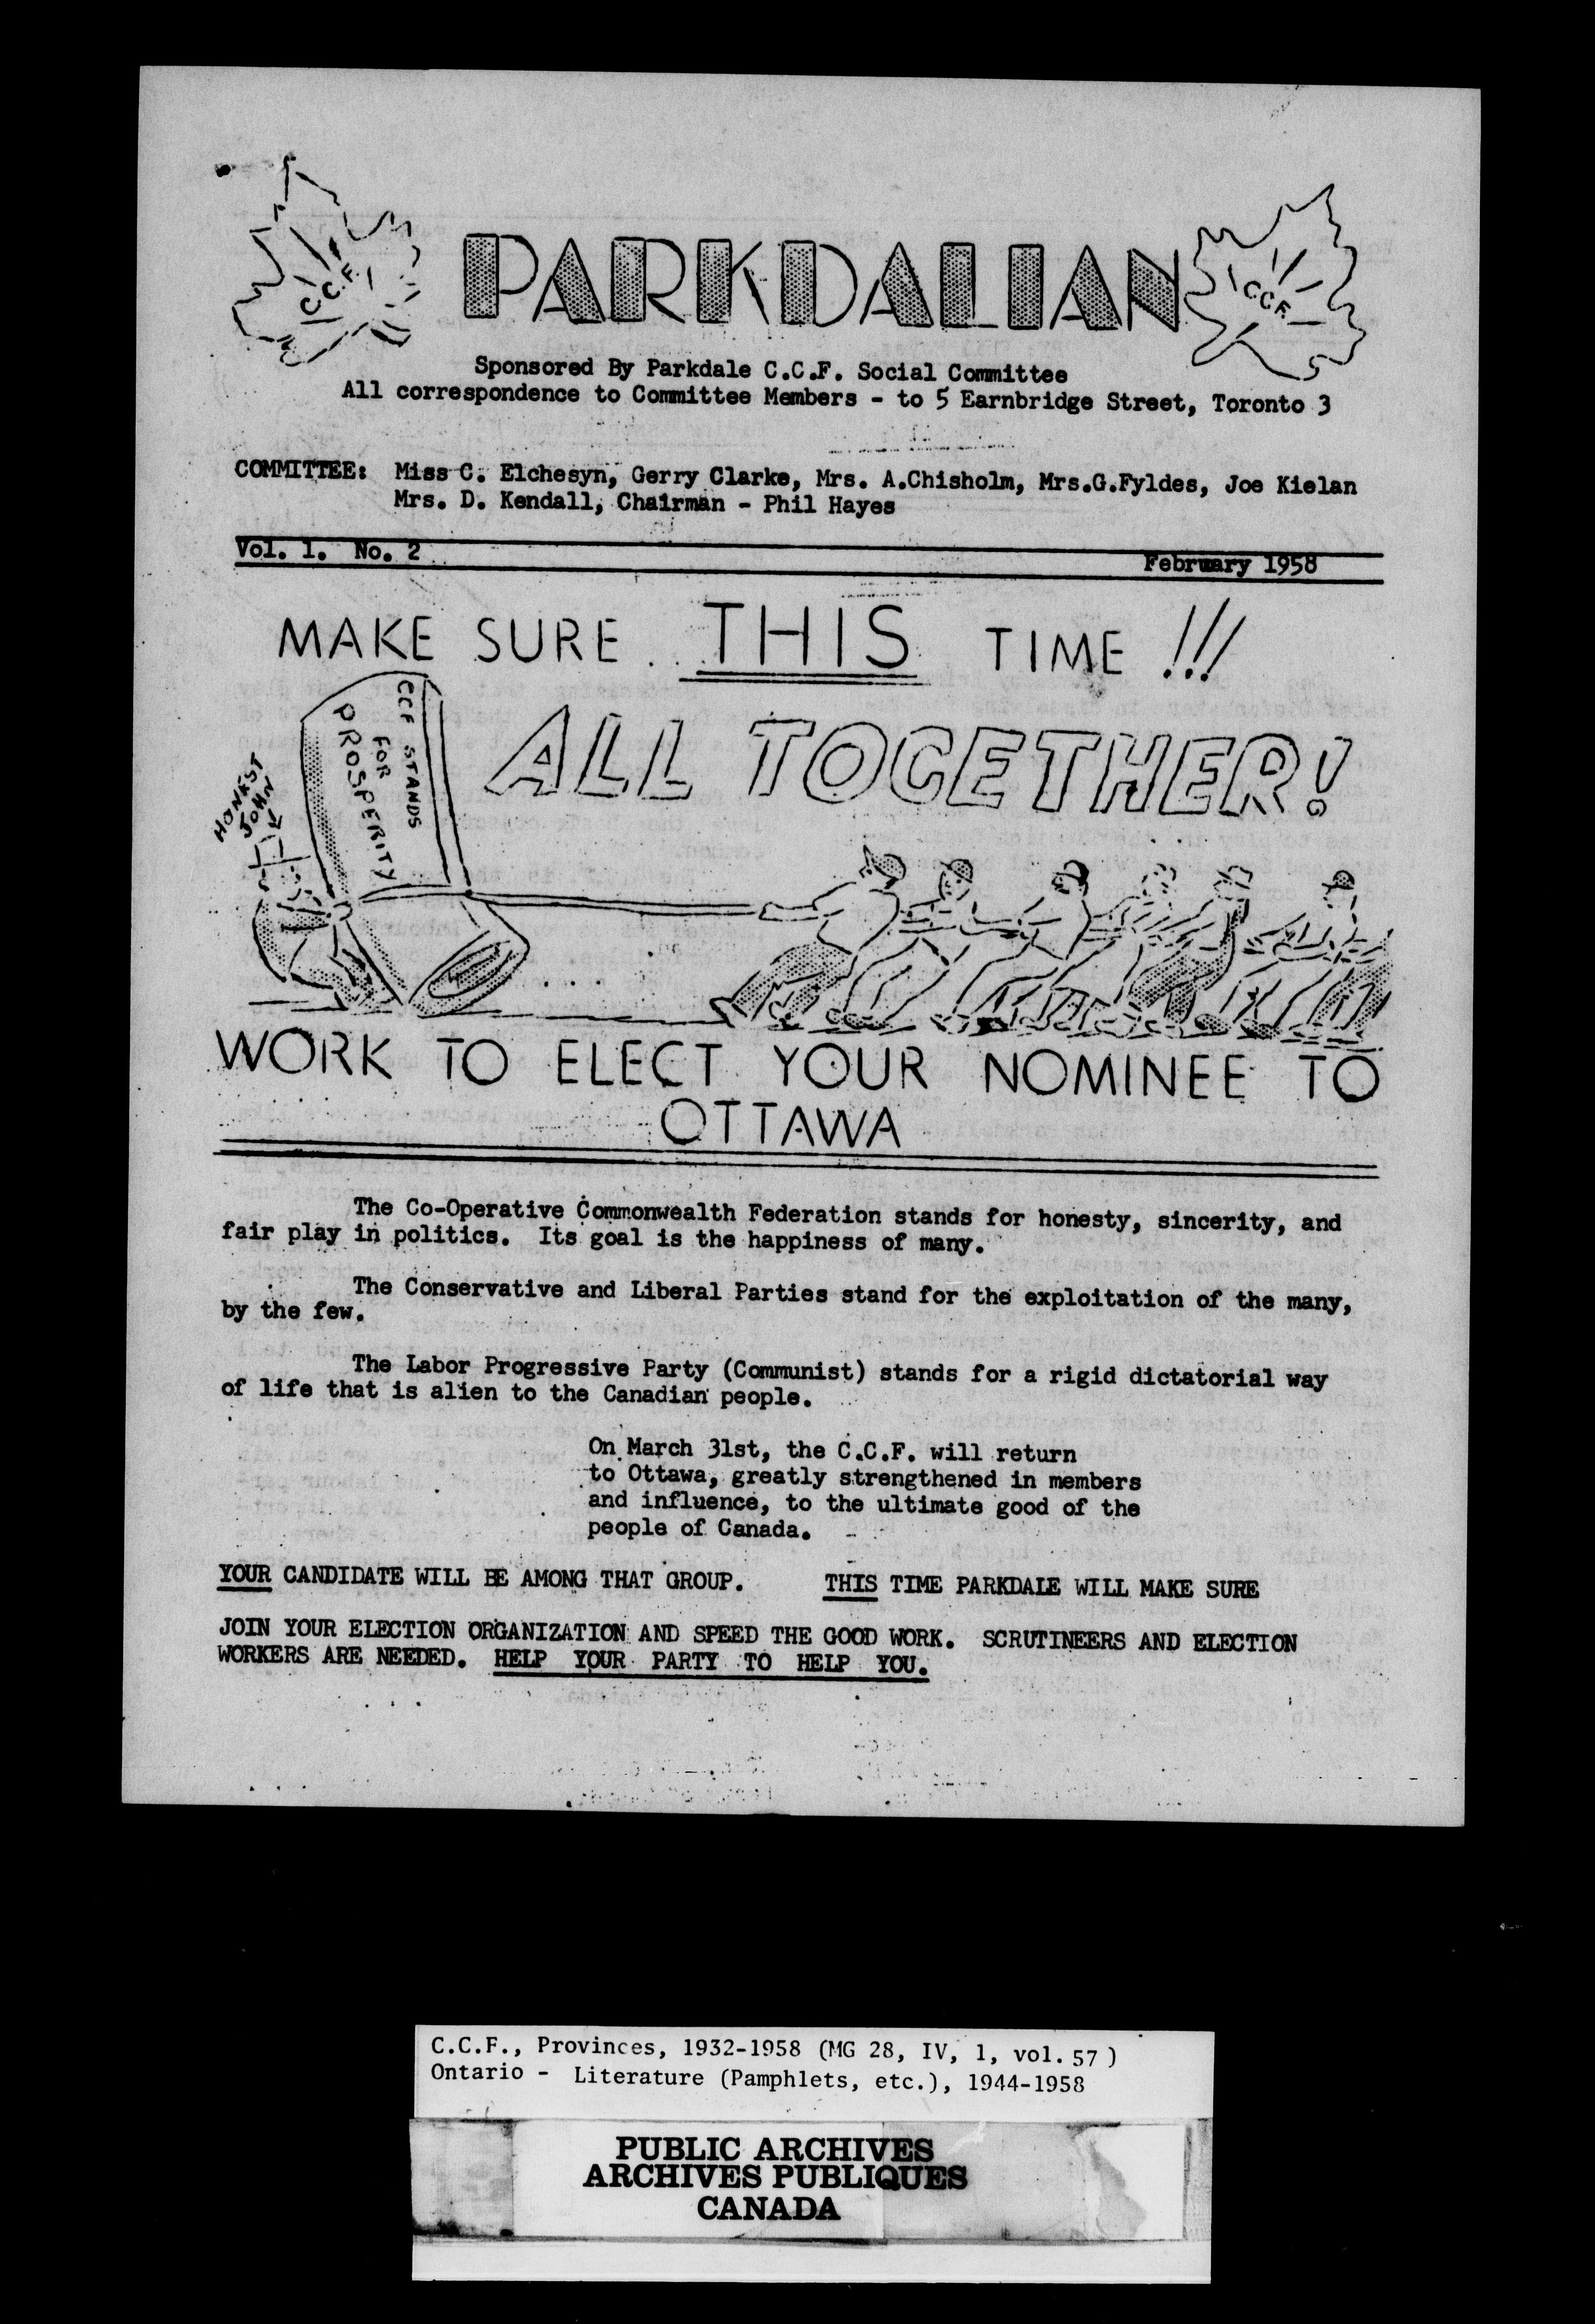 C.C.F.
PARKDALIAN
C.C.F.
Sponsored By Parkdale C.C.F. Social Committee
All correspondence to Committee Members - to 5 Earnbridge Street, Toronto 3
COMMITTEE: Miss C. Elchesyn, Gerry Clarke, Mrs. A.Chisholm, Mrs.G.Fyldes, Joe Kielan
Mrs. D. Kendall, Chairman - Phil Hayes
Vol. 1. No. 2 February 1958
MAKE SURE THIS TIME !!!
CCF STANDS
FOR
PROSPERITY
HONEST
JOHN
ALL TOGETHER!
WORK TO ELECT YOUR NOMINEE TO
OTTAWA
The Co-Operative Commonwealth Federation stands for honesty, sincerity, and
fair play in politics. Its goal is the happiness of many.
The Conservative and Liberal Parties stand for the exploitation of the many,
by the few.
The Labor Progressive Party (Communist) stands for a rigid dictatorial way
of life that is alien to the Canadian people.
On March 31st, the C.C.F. will return
to Ottawa, greatly strengthened in members
and influence, to the ultimate good of the
people of Canada.
YOUR CANDIDATE WILL BE AMONG THAT GROUP. THIS TIME PARKDALE WILL MAKE SURE
JOIN YOUR ELECTION ORGANIZATION AND SPEED THE GOOD WORK. SCRUTINEERS AND ELECTION
WORKERS ARE NEEDED. HELP YOUR PARTY TO HELP YOU.
C.C.F., Provinces, 1932-1958 (MG 28, IV, 1, vol. 57 )
Ontario - Literature (Pamphlets, etc.), 1944-1958
PUBLIC ARCHIVES
ARCHIVES PUBLIQUES
CANADA